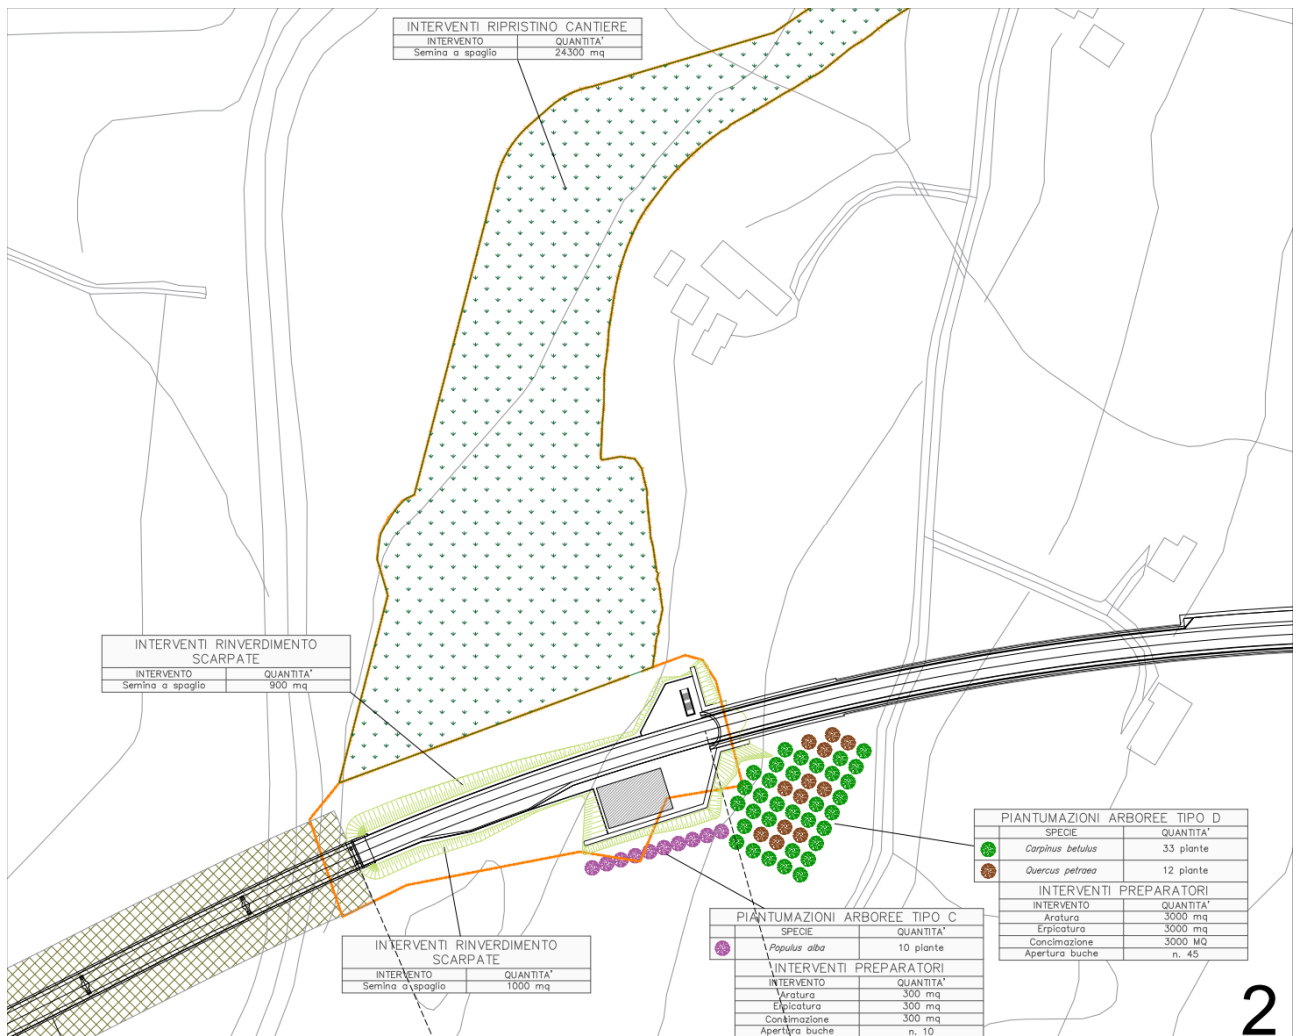 INTERVENTI RIPRISTINO CANTIERE
INTERVENTO QUANTITA'
Semina a spaglio 24300 mq
INTERVENTI RINVERDIMENTO
SCARPATE
INTERVENTO QUANTITA'
Semina a spaglio 900 mq
INTERVENTI RINVERDIMENTO
SCARPATE
INTERVENTO QUANTITA'
Semina a spaglio 1000 mq
PIANTUMAZIONI ARBOREE TIPO C
SPECIE QUANTITA'
Populus alba 10 piante
INTERVENTI PREPARATORI
INTERVENTO QUANTITA'
Aratura 300 mq
Erpicatura 300 mq
Concimazione 300 mq
Apertura buche n. 10
PIANTUMAZIONI ARBOREE TIPO D
SPECIE QUANTITA'
Carpinus betulus 33 piante
Quercus petraea 12 piante
INTERVENTI PREPARATORI
INTERVENTO QUANTITA'
Aratura 3000 mq
Erpicatura 3000 mq
Concimazione 3000 MQ
Apertura buche n. 45
2